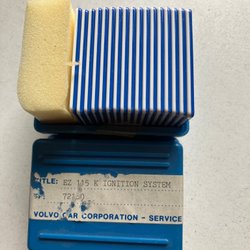 TITLE: EZ 115 K IGNITION SYSTEM
VOLVO CAR CORPORATION - SERVICE